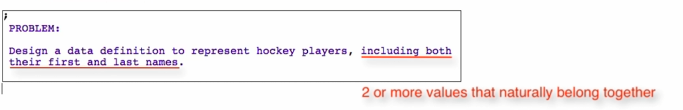 ;
PROBLEM:
Design a data definition to represent hockey players, including both
their first and last names.
2 or more values that naturally belong together